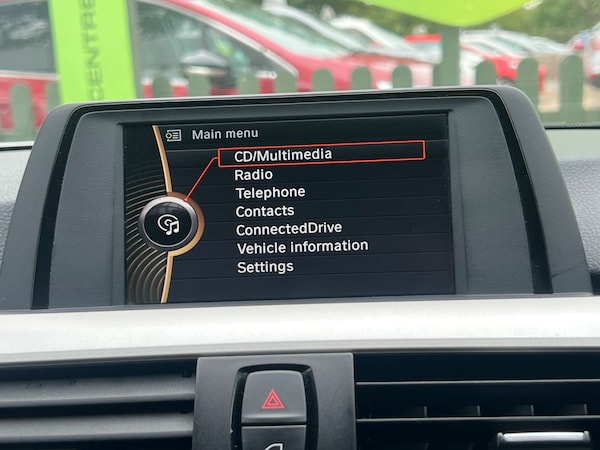 CENTRE
Main menu
CD/Multimedia
Radio
Telephone
Contacts
ConnectedDrive
Vehicle information
Settings